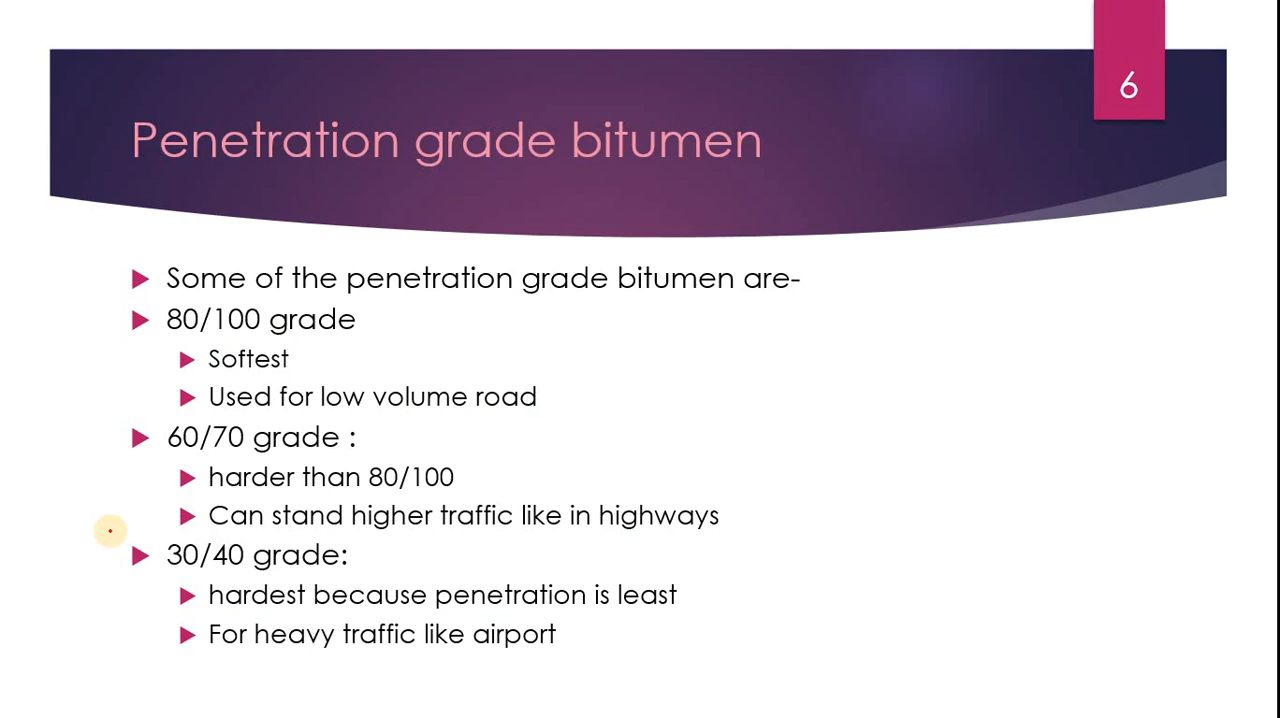 6
Penetration grade bitumen
Some of the penetration grade bitumen are-
80/100 grade
Softest
Used for low volume road
60/70 grade :
harder than 80/100
Can stand higher traffic like in highways
30/40 grade:
hardest because penetration is least
For heavy traffic like airport